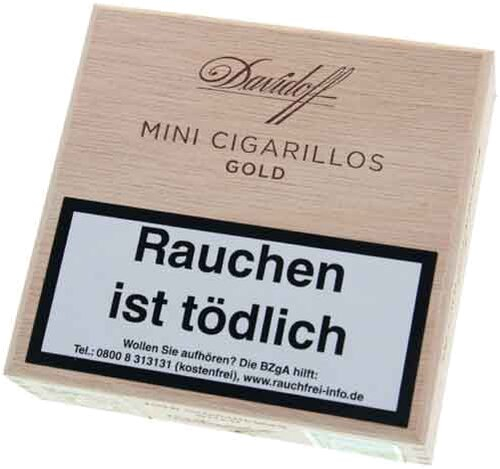 Davidoff
MINI CIGARILLOS
GOLD
Rauchen
ist tödlich
Wollen Sie aufhören? Die BZgA hilft:
Tel.: 0800 8 313131 (kostenfrei), www.rauchfrei-info.de